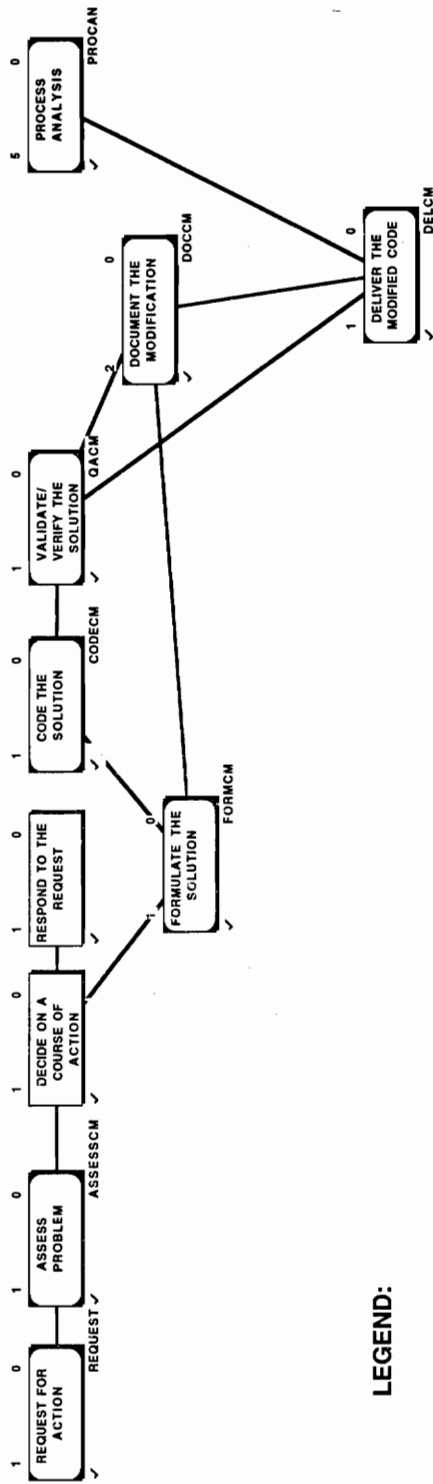 1 0
REQUEST FOR
ACTION
REQUEST
1 0
ASSESS
PROBLEM
ASSESSCM
1 0
DECIDE ON A
COURSE OF
ACTION
1 0
RESPOND TO THE
REQUEST
1 0
FORMULATE THE
SOLUTION
FORMCM
1 0
CODE THE
SOLUTION
CODECM
1 0
VALIDATE/
VERIFY THE
SOLUTION
QACM
2 0
DOCUMENT THE
MODIFICATION
DOCCM
1 0
DELIVER THE
MODIFIED CODE
DELCM
5 0
PROCESS
ANALYSIS
PROCAN
LEGEND: